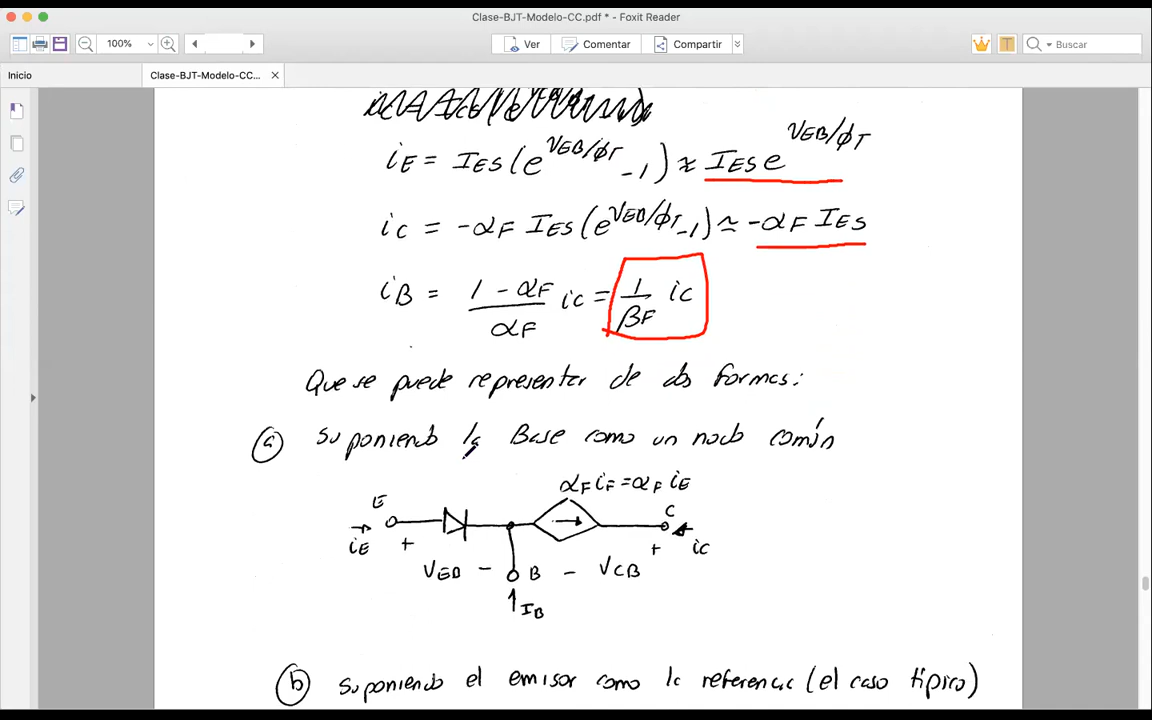 Clase-BJT-Modelo-CC.pdf * - Foxit Reader
100% Ver Comentar Compartir T Buscar
Inicio Clase-BJT-Modelo-CC... ×
iE = IES(e^VEB/ϕT -1) ≈ IES e^VEB/ϕT
iC = -αF IES(e^VEB/ϕT -1) ≃ -αF IES
iB = 1-αF/αF iC = 1/βF iC
Que se puede representar de dos formas:
a Suponiendo la Base como un nodo común
αF iF = αF iE
E C
iE + + iC
VEB - B - VCB
IB
b Suponiendo el emisor como la referencia (el caso típico)